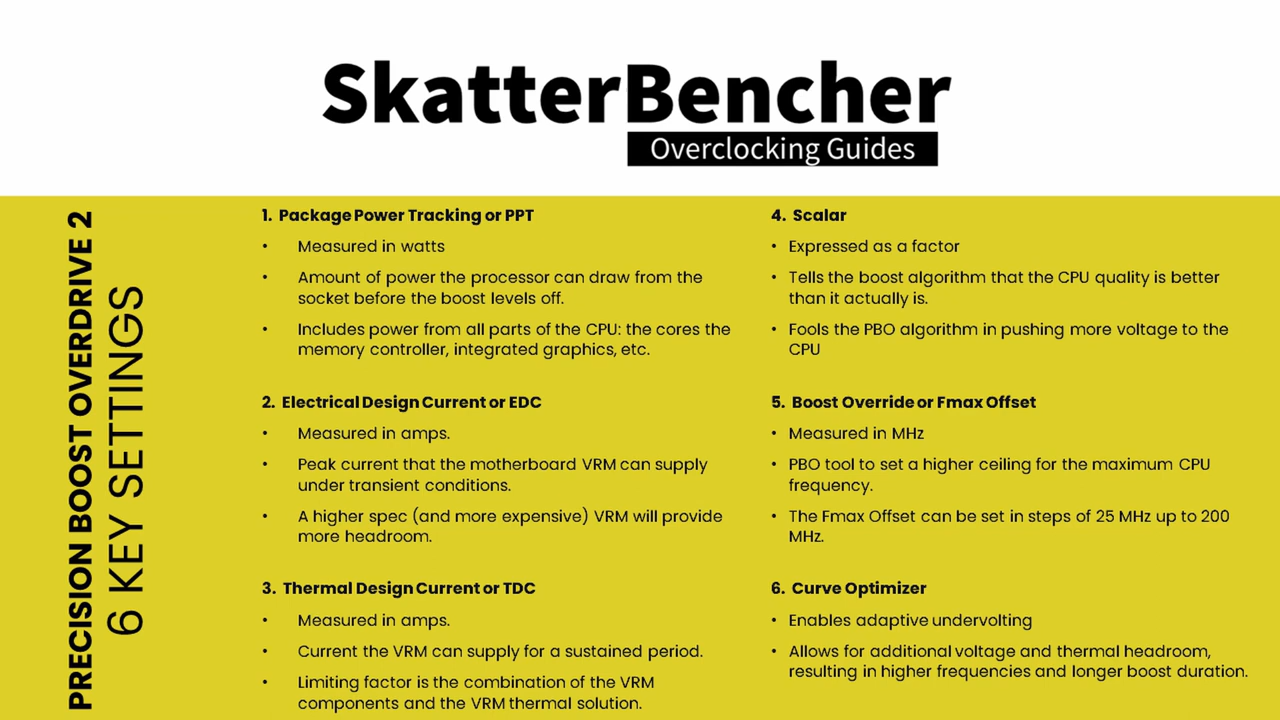 SkatterBencher
Overclocking Guides
PRECISION BOOST OVERDRIVE 2
6 KEY SETTINGS
1. Package Power Tracking or PPT
• Measured in watts
• Amount of power the processor can draw from the
socket before the boost levels off.
• Includes power from all parts of the CPU: the cores the
memory controller, integrated graphics, etc.
2. Electrical Design Current or EDC
• Measured in amps.
• Peak current that the motherboard VRM can supply
under transient conditions.
• A higher spec (and more expensive) VRM will provide
more headroom.
3. Thermal Design Current or TDC
• Measured in amps.
• Current the VRM can supply for a sustained period.
• Limiting factor is the combination of the VRM
components and the VRM thermal solution.
4. Scalar
• Expressed as a factor
• Tells the boost algorithm that the CPU quality is better
than it actually is.
• Fools the PBO algorithm in pushing more voltage to the
CPU
5. Boost Override or Fmax Offset
• Measured in MHz
• PBO tool to set a higher ceiling for the maximum CPU
frequency.
• The Fmax Offset can be set in steps of 25 MHz up to 200
MHz.
6. Curve Optimizer
• Enables adaptive undervolting
• Allows for additional voltage and thermal headroom,
resulting in higher frequencies and longer boost duration.